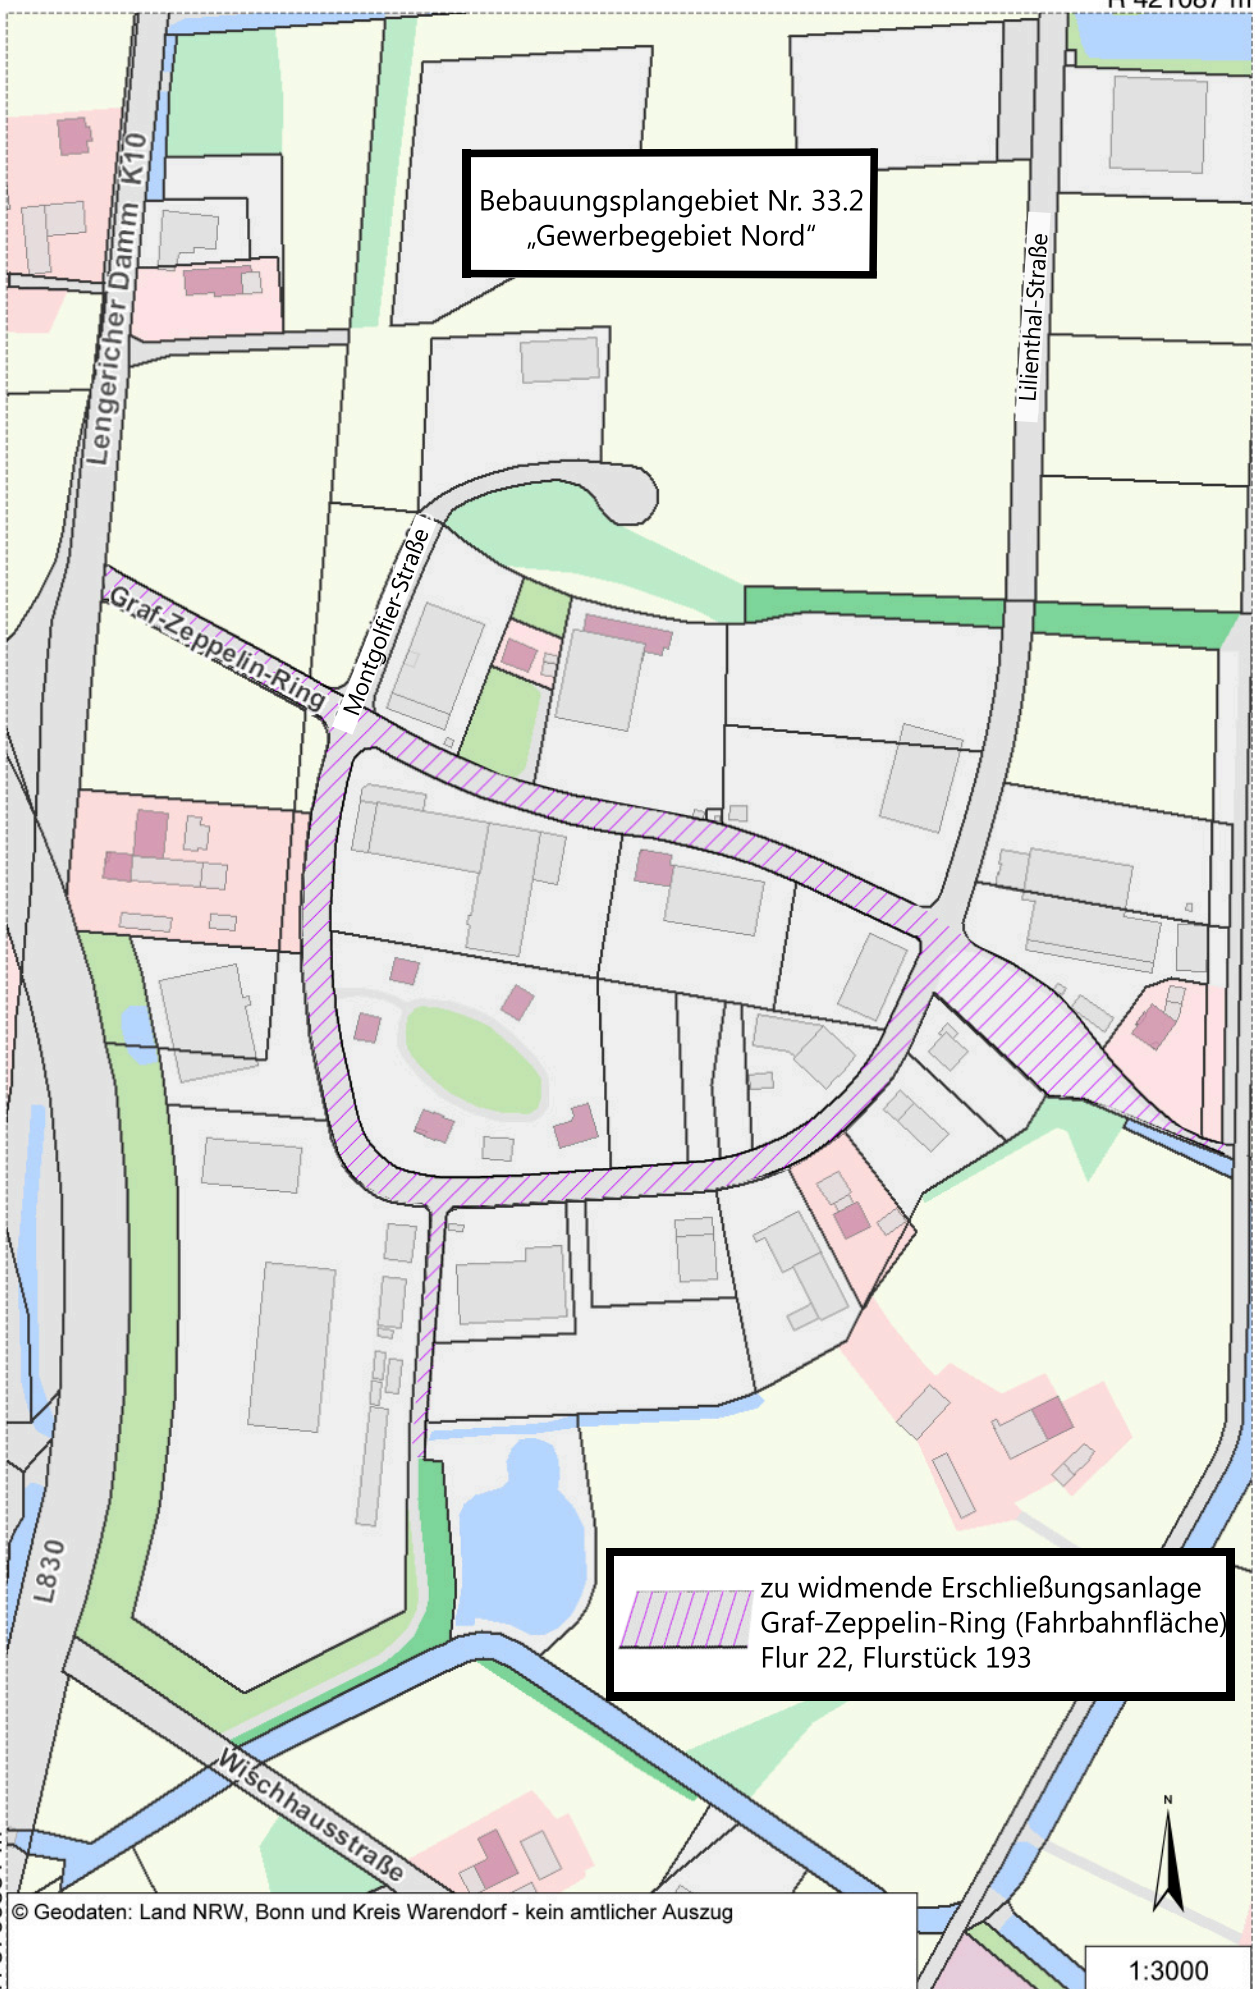 R 421087 m
Bebauungsplangebiet Nr. 33.2
„Gewerbegebiet Nord“
Lengericher Damm K10
Lilienthal-Straße
Montgolfier-Straße
Graf-Zeppelin-Ring
L830
zu widmende Erschließungsanlage
Graf-Zeppelin-Ring (Fahrbahnfläche)
Flur 22, Flurstück 193
Wischhausstraße
N
© Geodaten: Land NRW, Bonn und Kreis Warendorf - kein amtlicher Auszug
1:3000